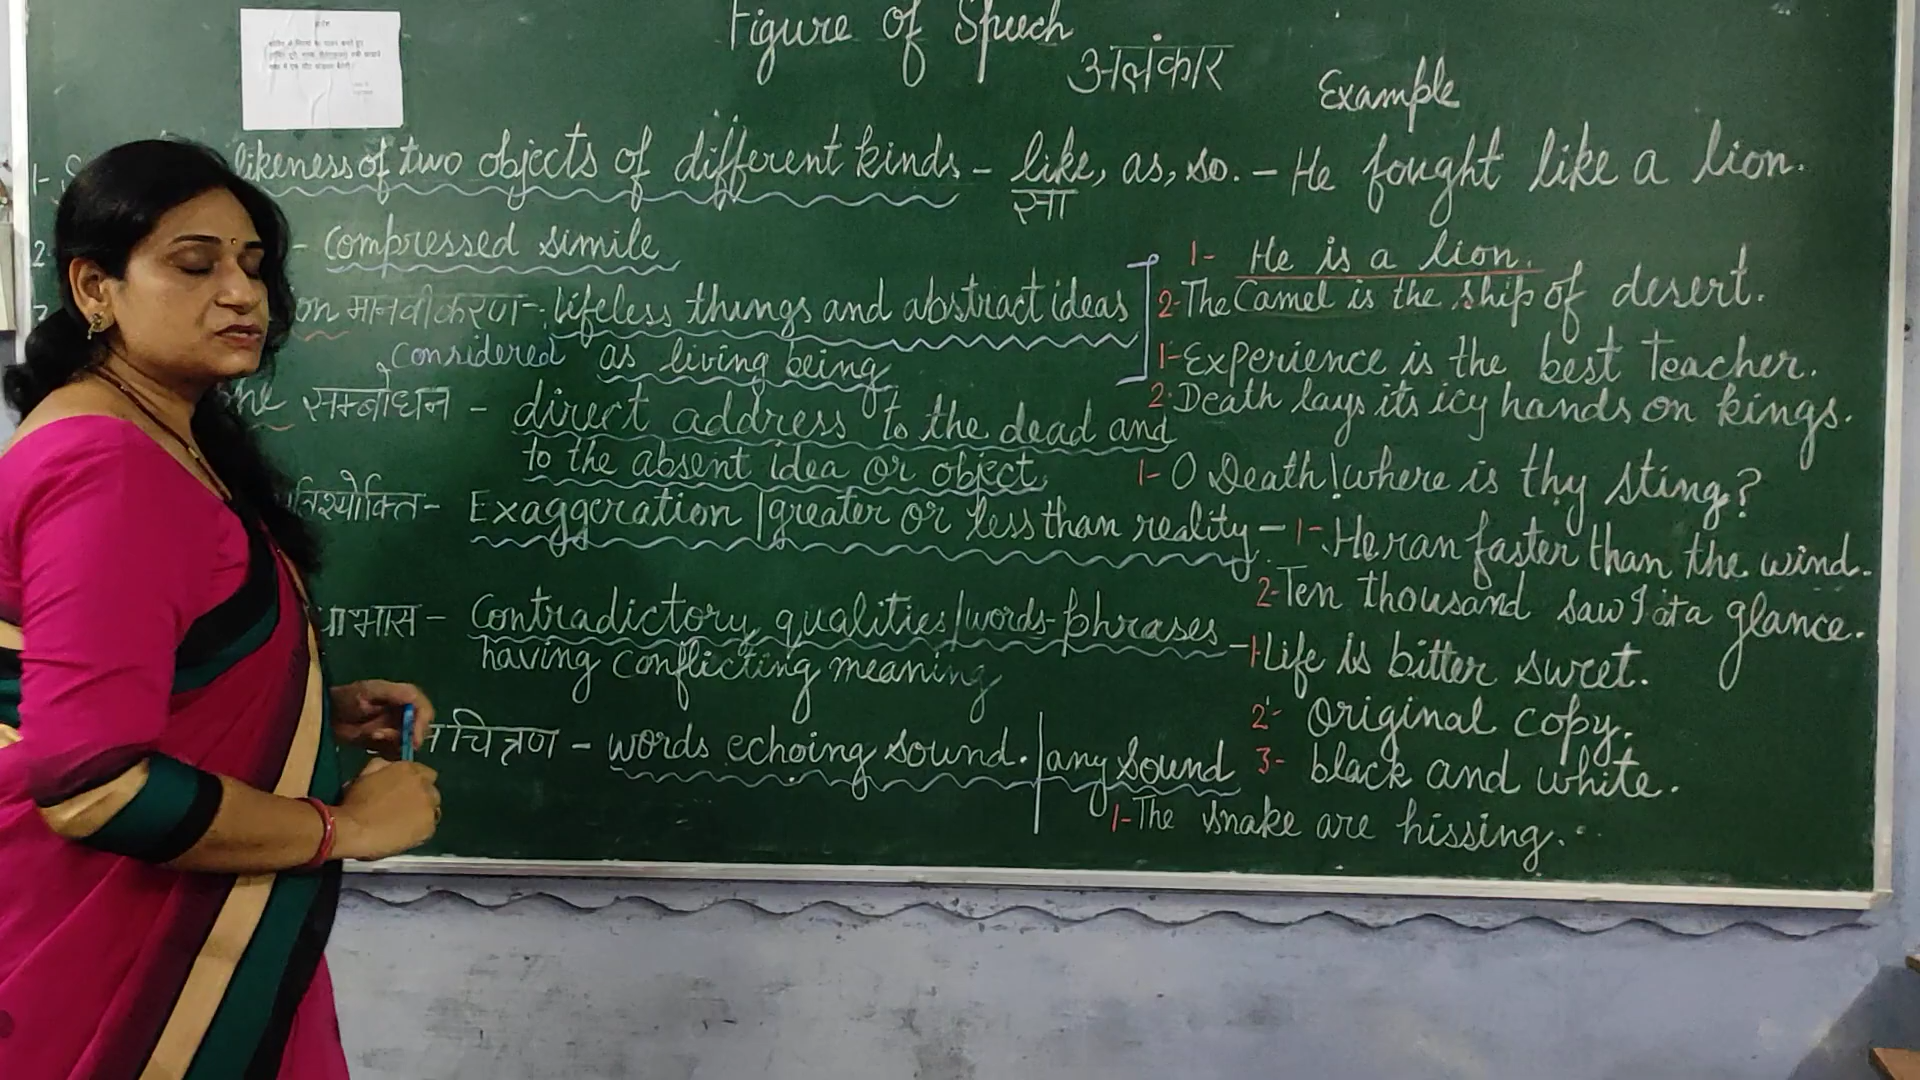 Figure of Speech
अलंकार
Example
1- S likeness of two objects of different kinds - like, as, so. - He fought like a lion.
सा
2- - compressed simile
1- He is a lion.
on मानवीकरण - lifeless things and abstract ideas
2- The Camel is the ship of desert.
considered as living being
1- Experience is the best teacher.
he सम्बोधन - direct address to the dead and
2. Death lays its icy hands on kings.
to the absent idea or object
1- O Death! where is thy sting?
तिश्योक्ति - Exaggeration | greater or less than reality - 1- He ran faster than the wind.
2- Ten thousand saw I at a glance.
ाभास - Contradictory qualities/words-phrases - 1- Life is bitter sweet.
having conflicting meaning
2- Original copy.
चित्रण - words echoing sound. | any sound
3- black and white.
1- The snake are hissing.